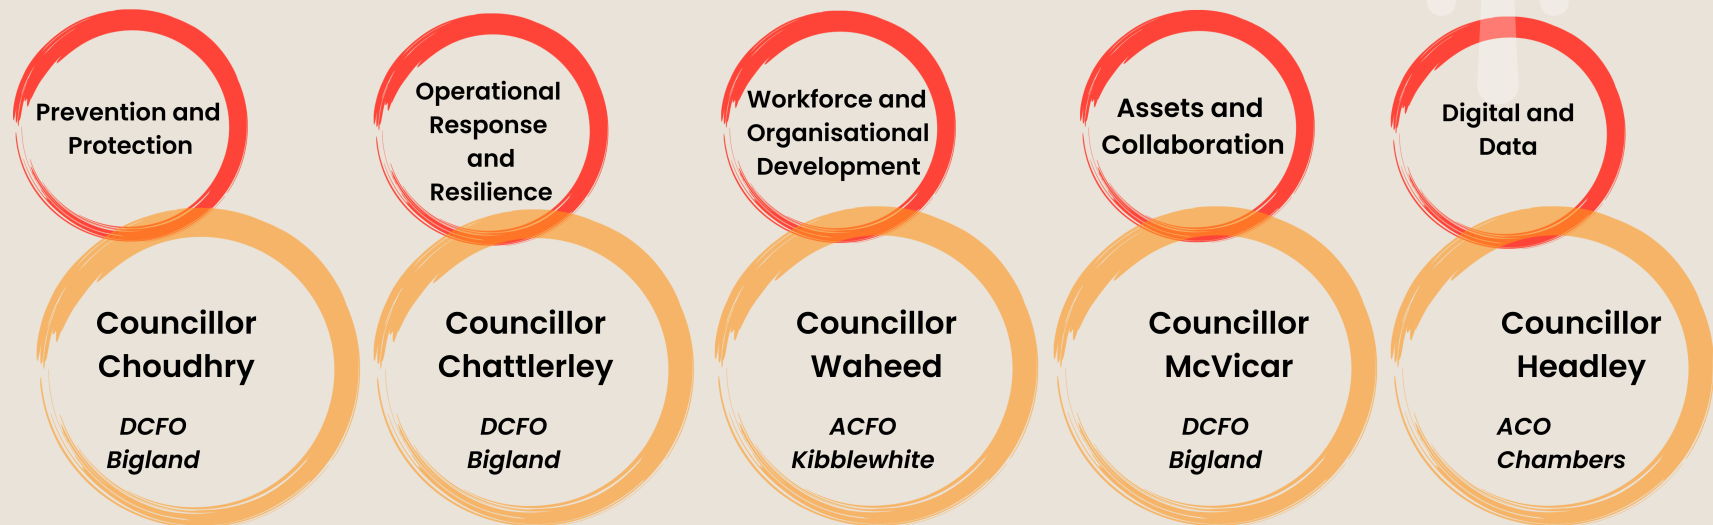 Prevention and
Protection
Operational
Response
and
Resilience
Workforce and
Organisational
Development
Assets and
Collaboration
Digital and
Data
Councillor
Choudhry
DCFO
Bigland
Councillor
Chattlerley
DCFO
Bigland
Councillor
Waheed
ACFO
Kibblewhite
Councillor
McVicar
DCFO
Bigland
Councillor
Headley
ACO
Chambers